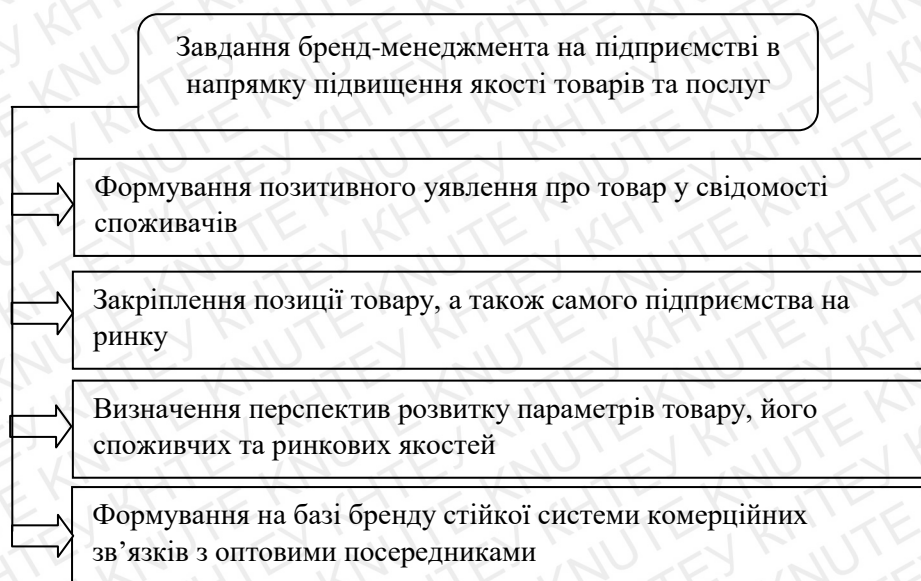 Завдання бренд-менеджмента на підприємстві в
напрямку підвищення якості товарів та послуг
Формування позитивного уявлення про товар у свідомості
споживачів
Закріплення позиції товару, а також самого підприємства на
ринку
Визначення перспектив розвитку параметрів товару, його
споживчих та ринкових якостей
Формування на базі бренду стійкої системи комерційних
зв’язків з оптовими посередниками